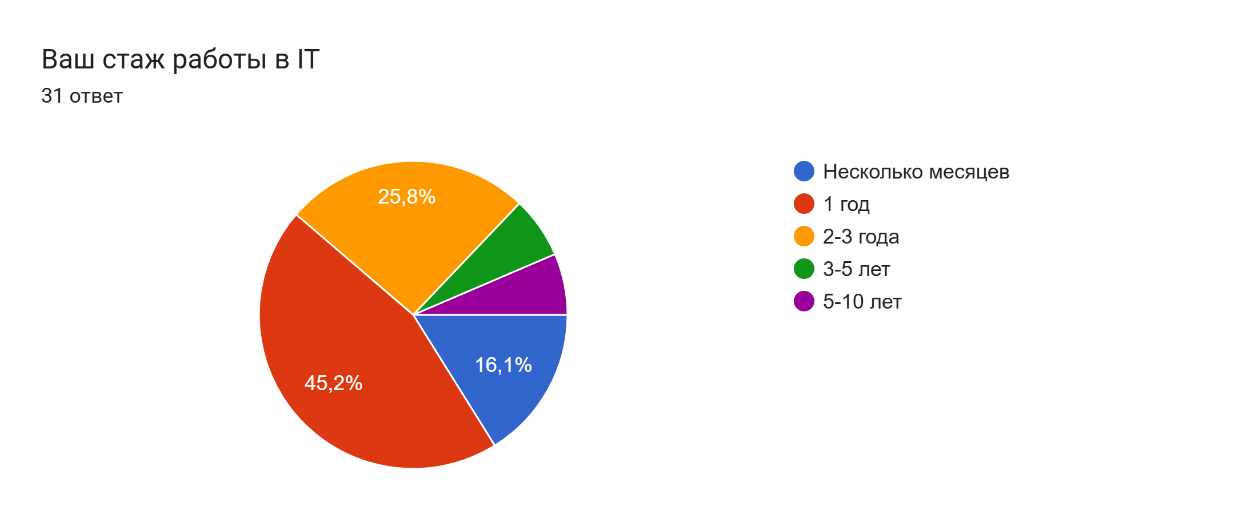 Ваш стаж работы в IT
31 ответ
25,8%
16,1%
45,2%
Несколько месяцев
1 год
2-3 года
3-5 лет
5-10 лет